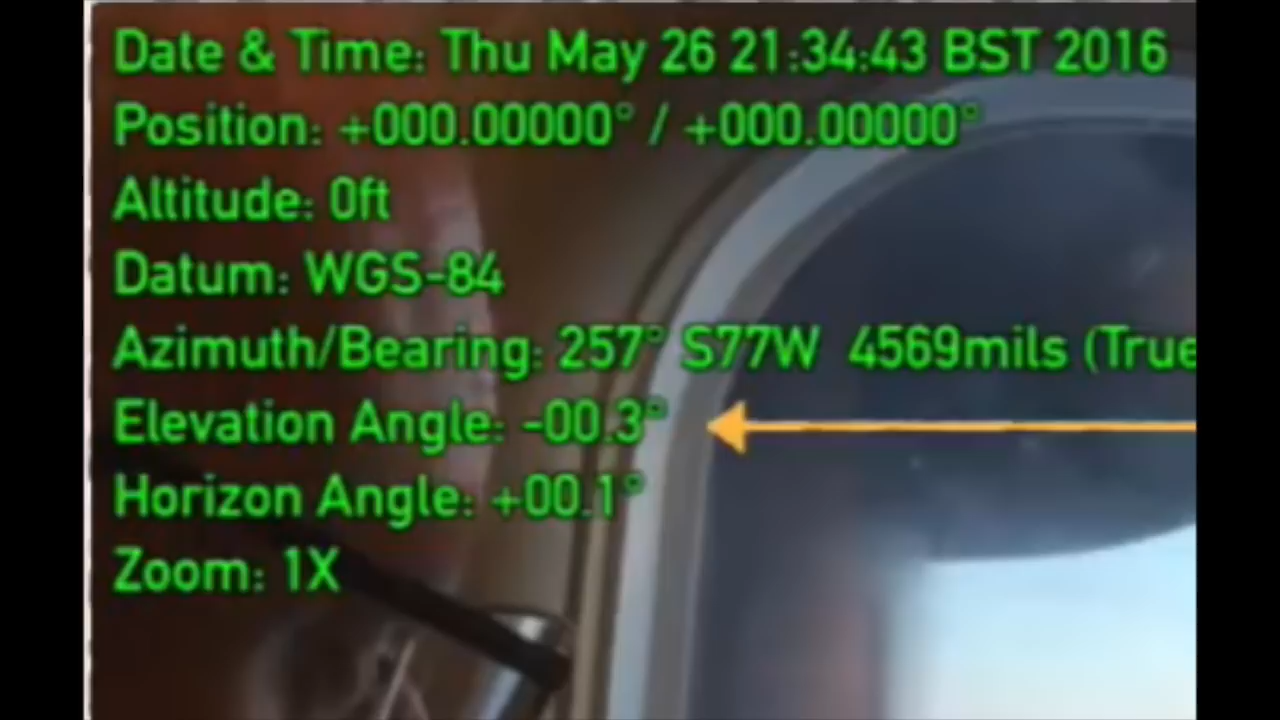 Date & Time: Thu May 26 21:34:43 BST 2016
Position: +000.00000° / +000.00000°
Altitude: 0ft
Datum: WGS-84
Azimuth/Bearing: 257° S77W 4569mils (True
Elevation Angle: -00.3°
Horizon Angle: +00.1°
Zoom: 1X